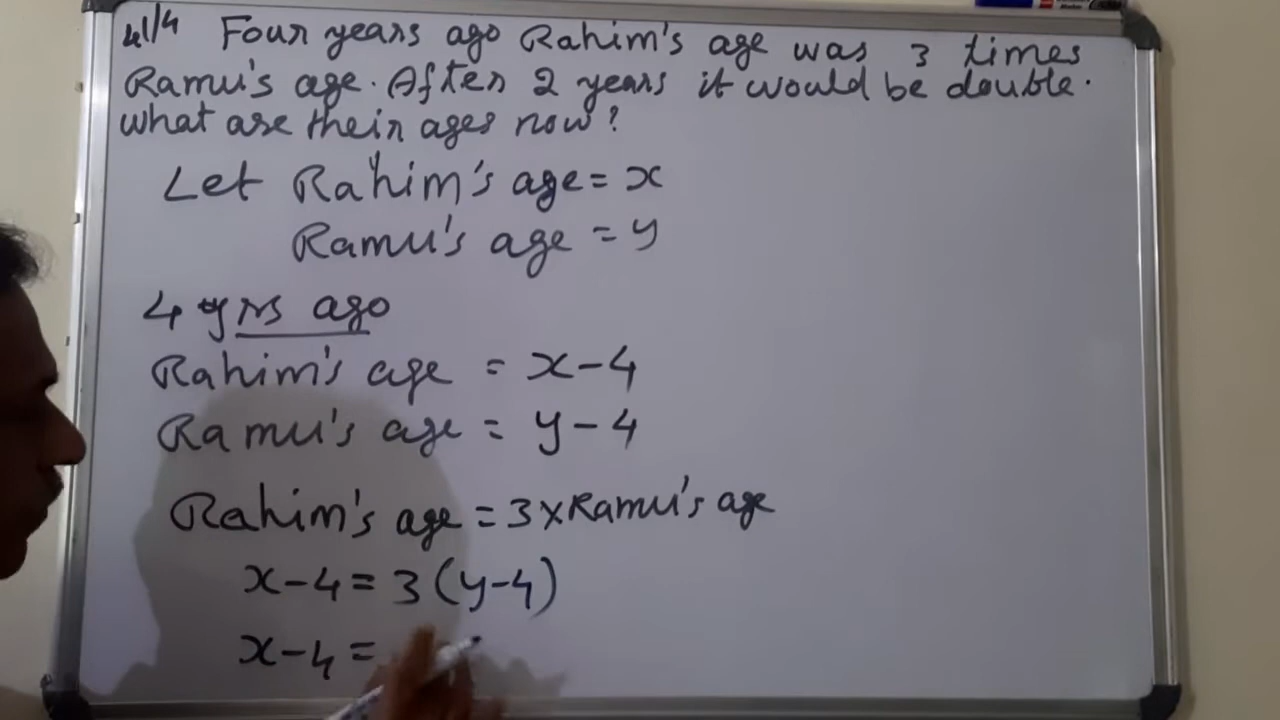 41/4 Four years ago Rahim's age was 3 times
Ramu's age. After 2 years it would be double.
What are their ages now?
Let Rahim's age = x
Ramu's age = y
4 yrs ago
Rahim's age = x-4
Ramu's age = y-4
Rahim's age = 3×Ramu's age
x-4 = 3(y-4)
x-4 =